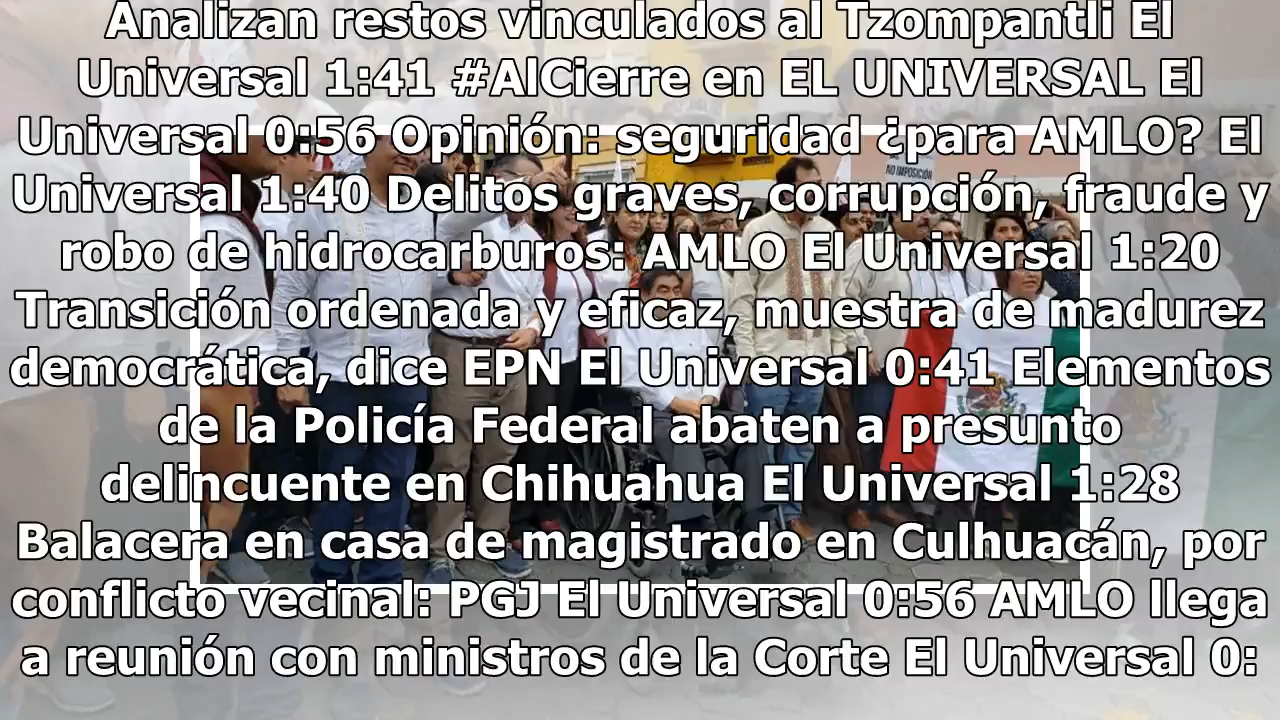 Analizan restos vinculados al Tzompantli El
Universal 1:41 #AlCierre en EL UNIVERSAL El
Universal 0:56 Opinión: seguridad ¿para AMLO? El
Universal 1:40 Delitos graves, corrupción, fraude y
robo de hidrocarburos: AMLO El Universal 1:20
Transición ordenada y eficaz, muestra de madurez
democrática, dice EPN El Universal 0:41 Elementos
de la Policía Federal abaten a presunto
delincuente en Chihuahua El Universal 1:28
Balacera en casa de magistrado en Culhuacán, por
conflicto vecinal: PGJ El Universal 0:56 AMLO llega
a reunión con ministros de la Corte El Universal 0:
NO IMPOSICIÓN